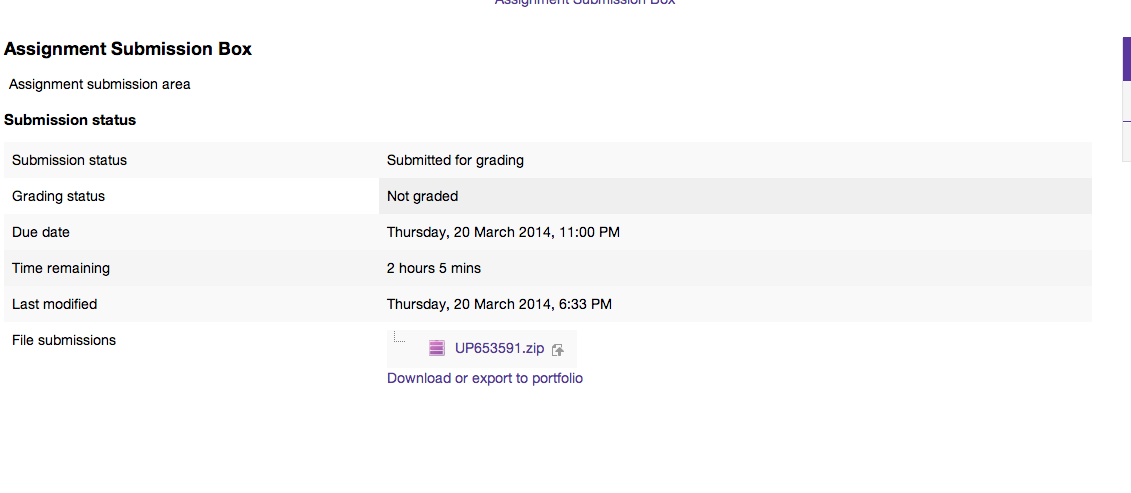 Assignment Submission Box
Assignment Submission Box
Assignment submission area
Submission status
Submission status Submitted for grading
Grading status Not graded
Due date Thursday, 20 March 2014, 11:00 PM
Time remaining 2 hours 5 mins
Last modified Thursday, 20 March 2014, 6:33 PM
File submissions
UP653591.zip
Download or export to portfolio